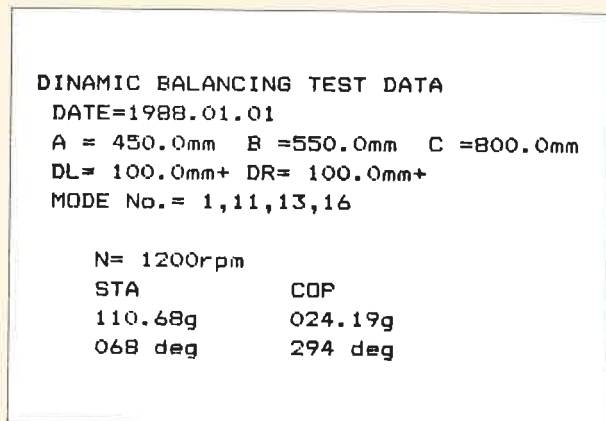 DINAMIC BALANCING TEST DATA
DATE=1988.01.01
A = 450.0mm B =550.0mm C =800.0mm
DL= 100.0mm+ DR= 100.0mm+
MODE No.= 1,11,13,16
N= 1200rpm
STA COP
110.68g 024.19g
068 deg 294 deg